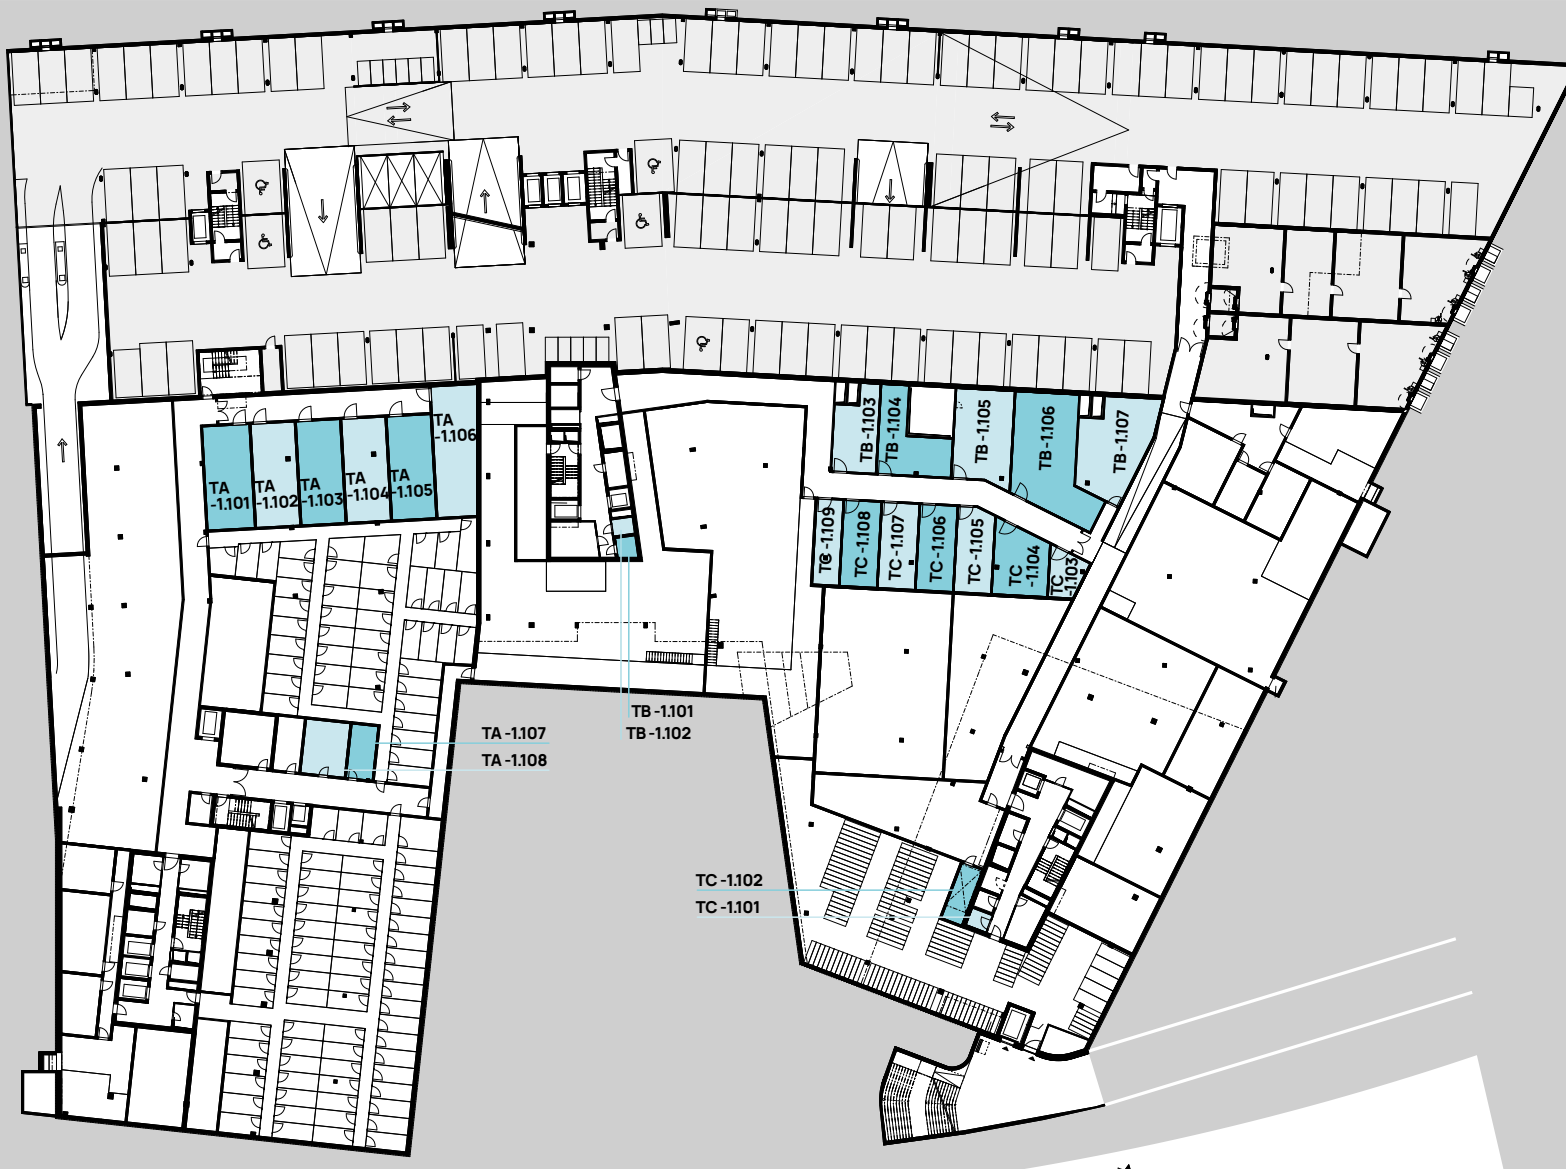 TB -1.103
TB -1.104
TB -1.105
TB -1.106
TB -1.107
TA
-1.101
TA
-1.102
TA
-1.103
TA
-1.104
TA
-1.105
TA
-1.106
TC -1.109
TC -1.108
TC -1.107
TC -1.106
TC -1.105
TC
-1.104
TC
-1.103
TB -1.101
TB -1.102
TA -1.107
TA -1.108
TC -1.102
TC -1.101